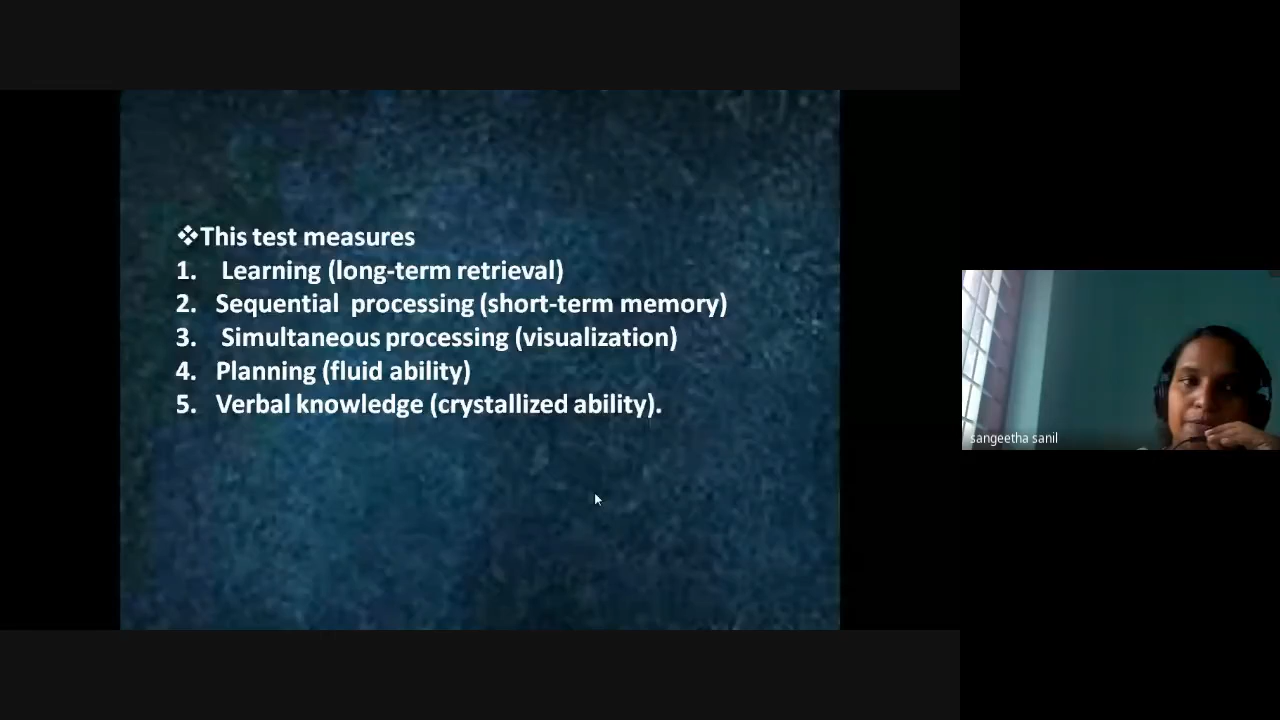 ❖This test measures
1. Learning (long-term retrieval)
2. Sequential processing (short-term memory)
3. Simultaneous processing (visualization)
4. Planning (fluid ability)
5. Verbal knowledge (crystallized ability).
sangeetha sanil